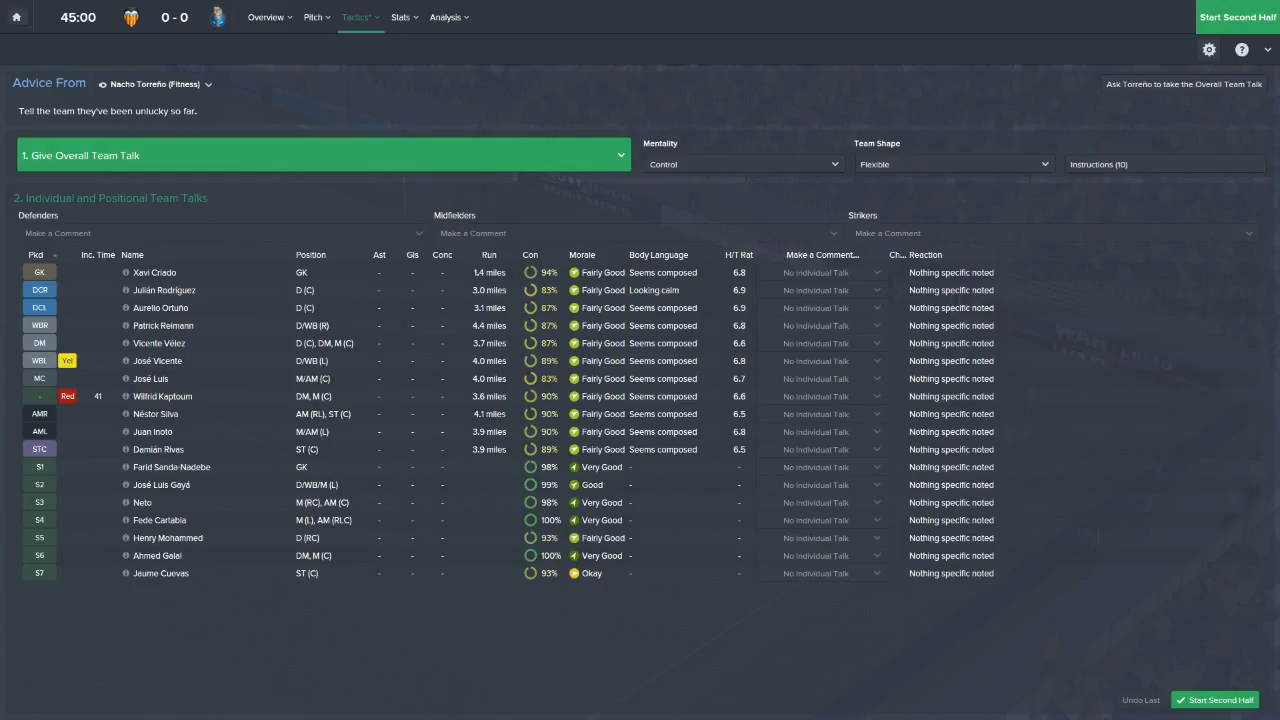 45:00 0 - 0 Overview Pitch Tactics* Stats Analysis Start Second Half
?
Advice From Nacho Torreño (Fitness) Ask Torreño to take the Overall Team Talk
Tell the team they've been unlucky so far.
Mentality Team Shape
1. Give Overall Team Talk Control Flexible Instructions (10)
2. Individual and Positional Team Talks
Defenders Midfielders Strikers
Make a Comment Make a Comment Make a Comment
Pkd Inc. Time Name Position Ast Gls Conc Run Con Morale Body Language H/T Rat Make a Comment... Ch... Reaction
GK Xavi Criado GK - - - 1.4 miles 94% Fairly Good Seems composed 6.8 No Individual Talk Nothing specific noted
DCR Julián Rodríguez D (C) - - - 3.0 miles 83% Fairly Good Looking calm 6.9 No Individual Talk Nothing specific noted
DCL Aurelio Ortuño D (C) - - - 3.1 miles 87% Fairly Good Seems composed 6.9 No Individual Talk Nothing specific noted
WBR Patrick Reimann D/WB (R) - - - 4.4 miles 87% Fairly Good Seems composed 6.8 No Individual Talk Nothing specific noted
DM Vicente Vélez D (C), DM, M (C) - - - 3.7 miles 87% Fairly Good Seems composed 6.6 No Individual Talk Nothing specific noted
WBL Yel José Vicente D/WB (L) - - - 4.0 miles 89% Fairly Good Seems composed 6.8 No Individual Talk Nothing specific noted
MC José Luis M/AM (C) - - - 4.0 miles 83% Fairly Good Seems composed 6.7 No Individual Talk Nothing specific noted
- Red 41 Wilfrid Kaptoum DM, M (C) - - - 3.6 miles 90% Fairly Good Seems composed 6.6 No Individual Talk Nothing specific noted
AMR Néstor Silva AM (RL), ST (C) - - - 4.1 miles 90% Fairly Good Seems composed 6.5 No Individual Talk Nothing specific noted
AML Juan Inoto M/AM (L) - - - 3.9 miles 90% Fairly Good Seems composed 6.8 No Individual Talk Nothing specific noted
STC Damián Rivas ST (C) - - - 3.9 miles 89% Fairly Good Seems composed 6.5 No Individual Talk Nothing specific noted
S1 Farid Sanda-Nadebe GK - - - 98% Very Good - - No Individual Talk Nothing specific noted
S2 José Luis Gayá D/WB/M (L) - - - 99% Good - - No Individual Talk Nothing specific noted
S3 Neto M (RC), AM (C) - - - 98% Very Good - - No Individual Talk Nothing specific noted
S4 Fede Cartabia M (L), AM (RLC) - - - 100% Very Good - - No Individual Talk Nothing specific noted
S5 Henry Mohammed D (RC) - - - 93% Very Good - - No Individual Talk Nothing specific noted
S6 Ahmed Galal DM, M (C) - - - 100% Very Good - - No Individual Talk Nothing specific noted
S7 Jaume Cuevas ST (C) - - - 93% Okay - - No Individual Talk Nothing specific noted
Undo Last Start Second Half